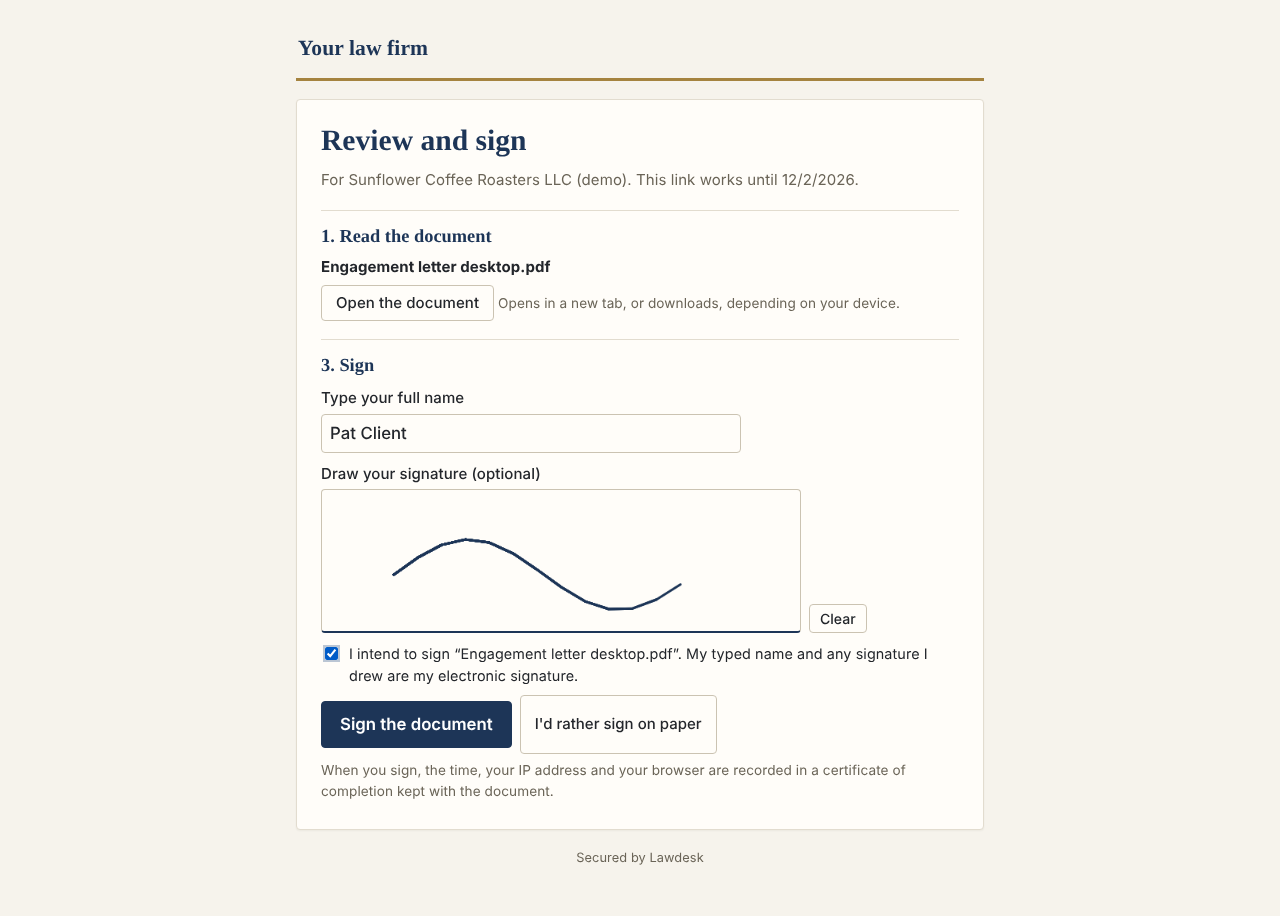 Your law firm
Review and sign
For Sunflower Coffee Roasters LLC (demo). This link works until 12/2/2026.
1. Read the document
Engagement letter desktop.pdf
Open the document Opens in a new tab, or downloads, depending on your device.
3. Sign
Type your full name
Pat Client
Draw your signature (optional)
Clear
I intend to sign “Engagement letter desktop.pdf”. My typed name and any signature I
drew are my electronic signature.
Sign the document I'd rather sign on paper
When you sign, the time, your IP address and your browser are recorded in a certificate of
completion kept with the document.
Secured by Lawdesk